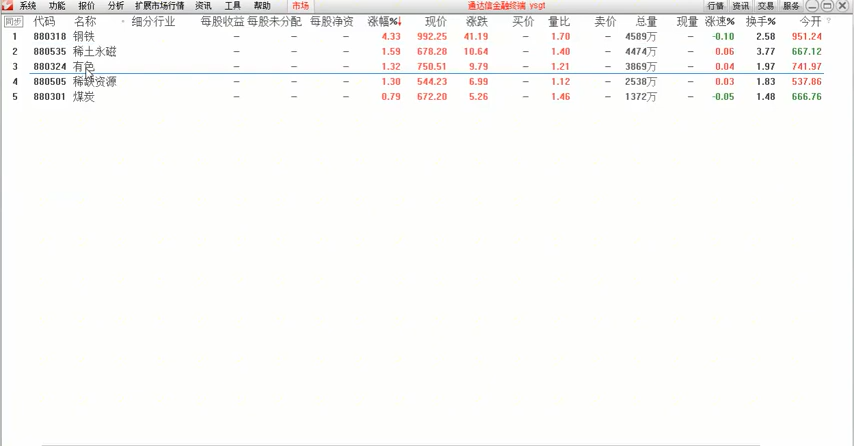 系统 功能 报价 分析 扩展市场行情 资讯 工具 帮助 市场 通达信金融终端 ysgt 行情 资讯 交易 服务
同步 代码 名称 细分行业 每股收益 每股未分配 每股净资 涨幅%↓ 现价 涨跌 买价 量比 卖价 总量 现量 涨速% 换手% 今开 ?
1 880318 钢铁 – – – 4.33 992.25 41.19 – 1.70 – 4589万 – -0.10 2.58 951.24
2 880535 稀土永磁 – – – 1.59 678.28 10.64 – 1.40 – 4474万 – 0.06 3.77 667.12
3 880324 有色 – – – 1.32 750.51 9.79 – 1.21 – 3869万 – 0.04 1.97 741.97
4 880505 稀缺资源 – – – 1.30 544.23 6.99 – 1.12 – 2538万 – 0.03 1.83 537.86
5 880301 煤炭 – – – 0.79 672.20 5.26 – 1.46 – 1372万 – -0.05 1.48 666.76